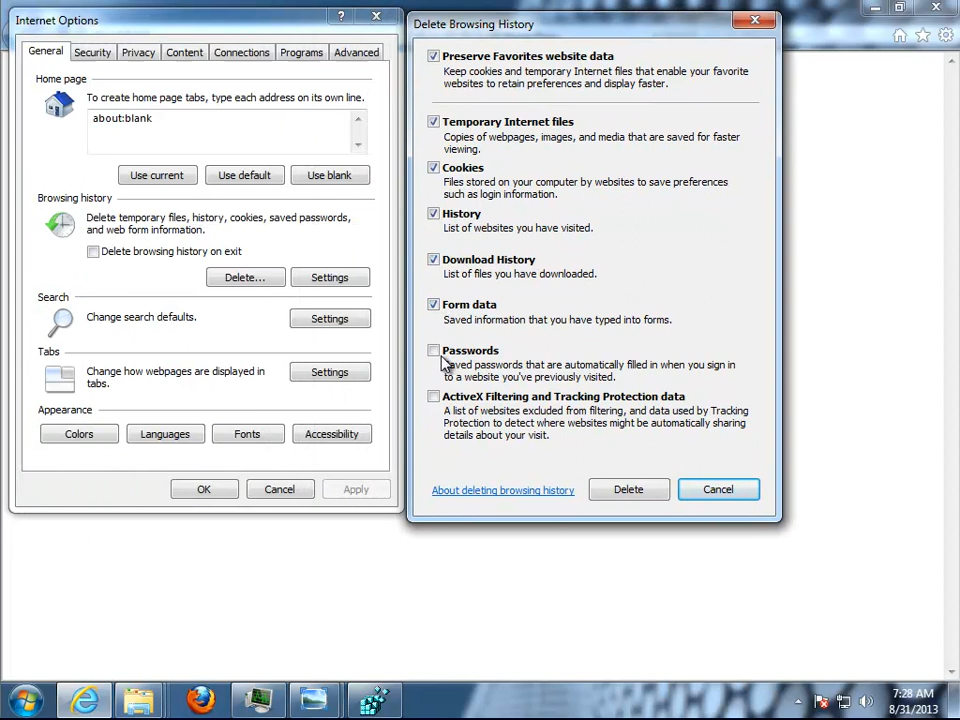 Internet Options
?
General
Security
Privacy
Content
Connections
Programs
Advanced
Home page
To create home page tabs, type each address on its own line.
about:blank
Use current
Use default
Use blank
Browsing history
Delete temporary files, history, cookies, saved passwords,
and web form information.
Delete browsing history on exit
Delete...
Settings
Search
Change search defaults.
Settings
Tabs
Change how webpages are displayed in
tabs.
Settings
Appearance
Colors
Languages
Fonts
Accessibility
OK
Cancel
Apply
Delete Browsing History
Preserve Favorites website data
Keep cookies and temporary Internet files that enable your favorite
websites to retain preferences and display faster.
Temporary Internet files
Copies of webpages, images, and media that are saved for faster
viewing.
Cookies
Files stored on your computer by websites to save preferences
such as login information.
History
List of websites you have visited.
Download History
List of files you have downloaded.
Form data
Saved information that you have typed into forms.
Passwords
Saved passwords that are automatically filled in when you sign in
to a website you've previously visited.
ActiveX Filtering and Tracking Protection data
A list of websites excluded from filtering, and data used by Tracking
Protection to detect where websites might be automatically sharing
details about your visit.
About deleting browsing history
Delete
Cancel
7:28 AM
8/31/2013